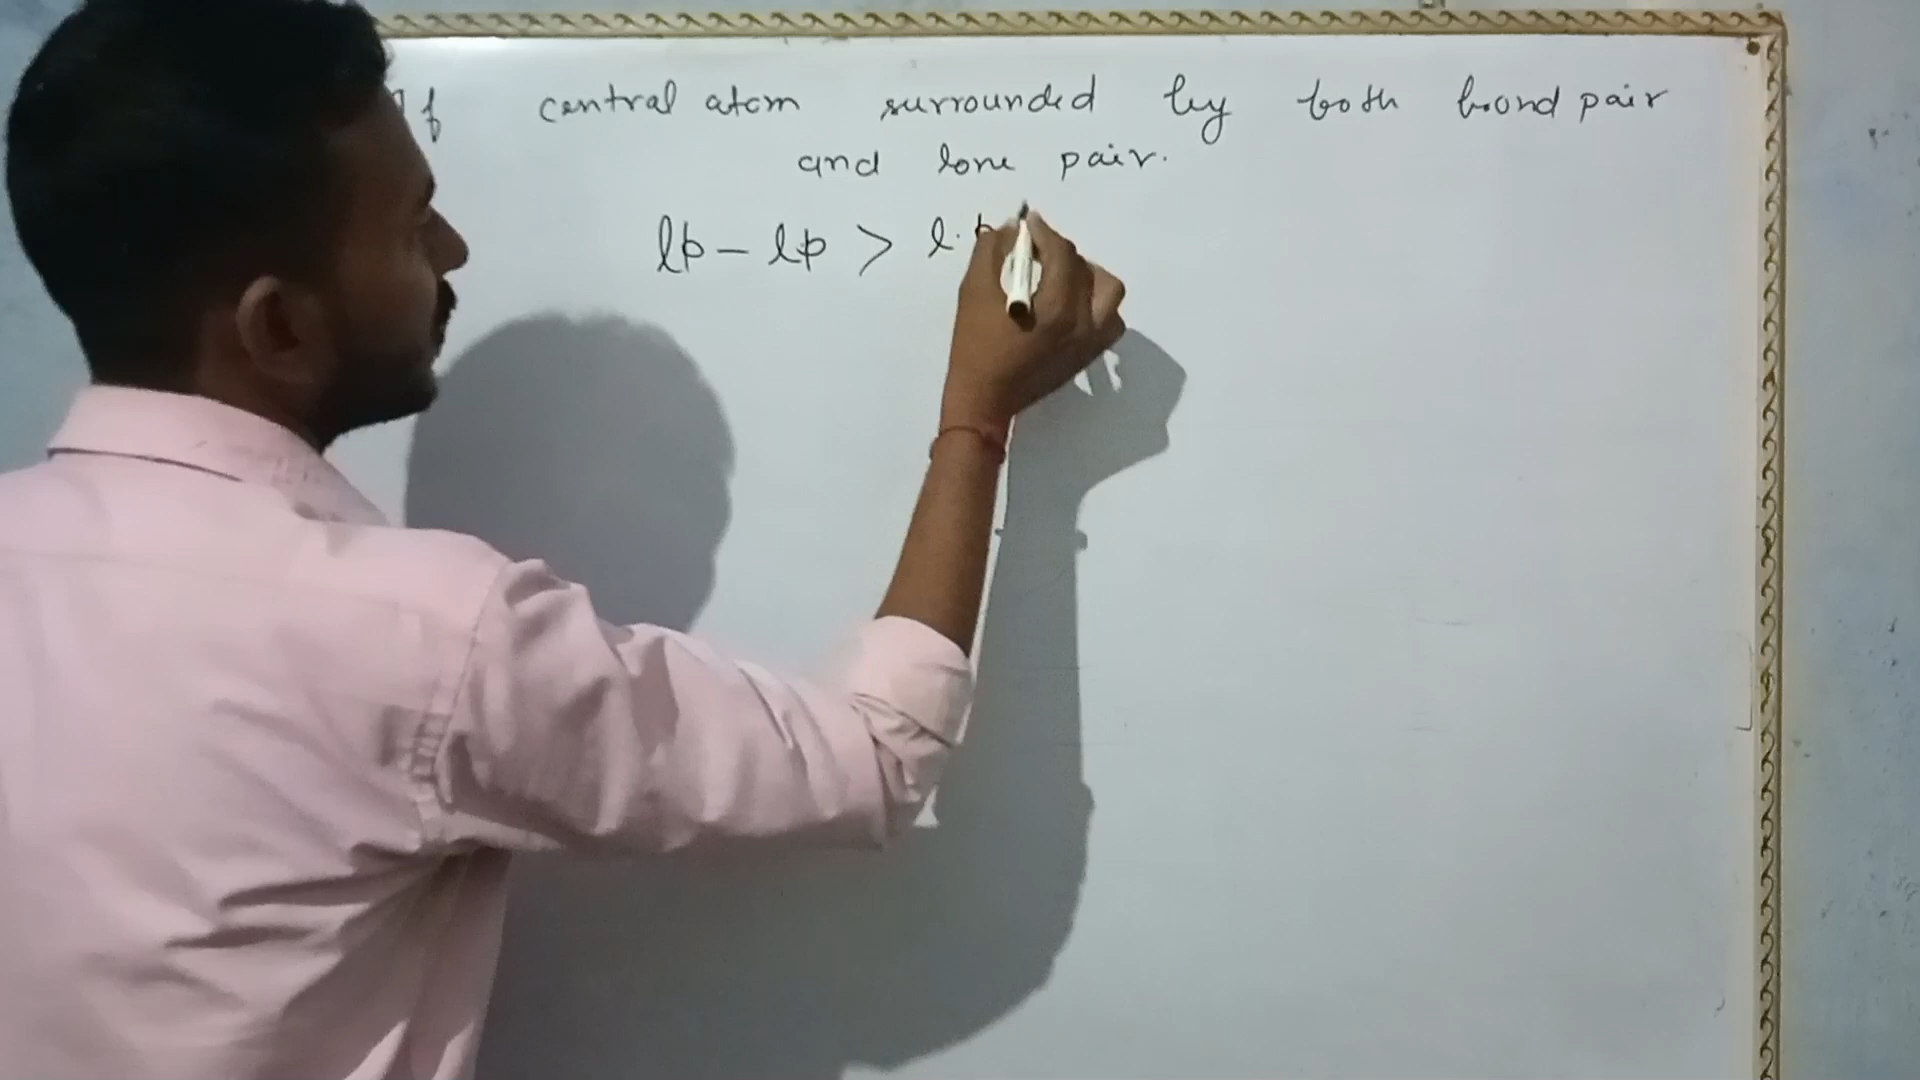 If central atom surrounded by both bond pair
and lone pair.
lp - lp > l.p